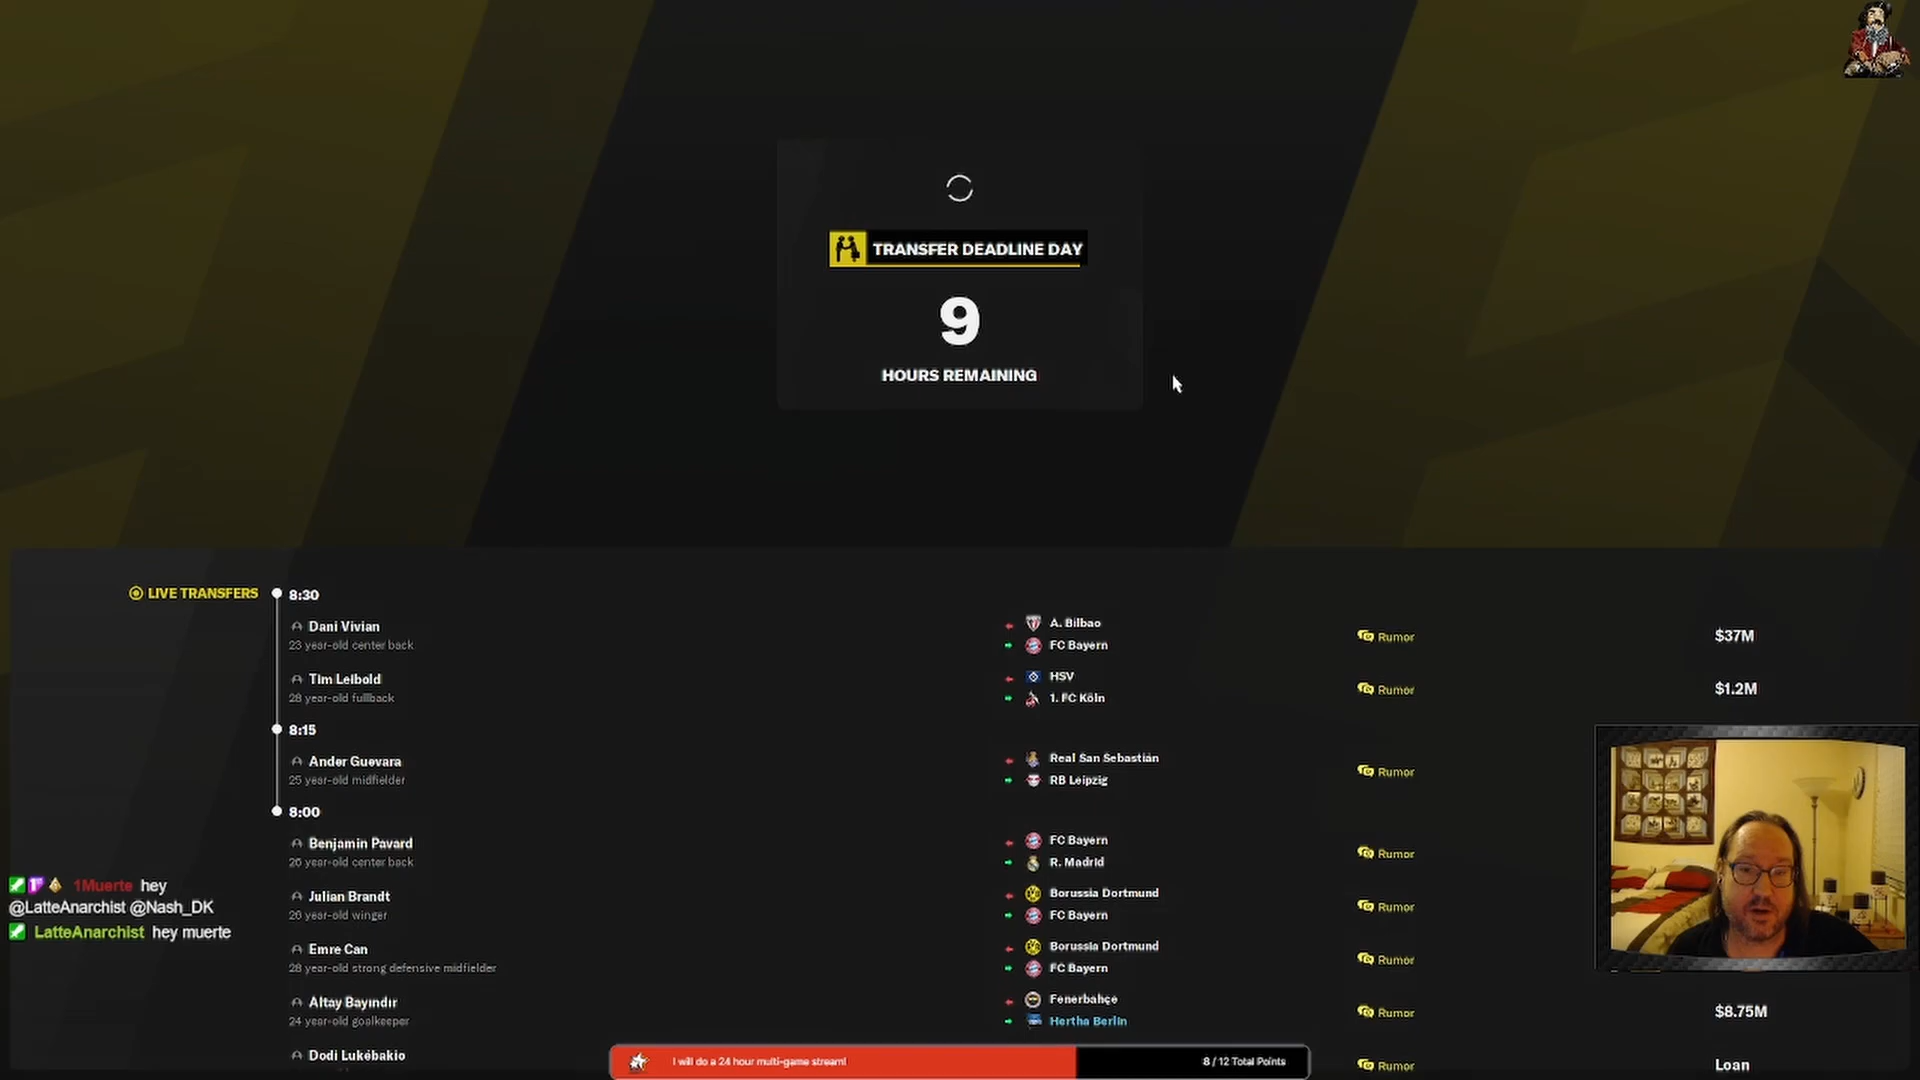 TRANSFER DEADLINE DAY
9
HOURS REMAINING
LIVE TRANSFERS
8:30
Dani Vivian
23 year-old center back
A. Bilbao
FC Bayern
Rumor
$37M
Tim Leibold
28 year-old fullback
HSV
1. FC Köln
Rumor
$1.2M
8:15
Ander Guevara
25 year-old midfielder
Real San Sebastián
RB Leipzig
Rumor
8:00
Benjamin Pavard
26 year-old center back
FC Bayern
R. Madrid
Rumor
Julian Brandt
26 year-old winger
Borussia Dortmund
FC Bayern
Rumor
Emre Can
28 year-old strong defensive midfielder
Borussia Dortmund
FC Bayern
Rumor
Altay Bayındır
24 year-old goalkeeper
Fenerbahçe
Hertha Berlin
Rumor
$8.75M
Dodi Lukébakio
Rumor
Loan
1Muerte hey
@LatteAnarchist @Nash_DK
LatteAnarchist hey muerte
I will do a 24 hour multi-game stream!
8 / 12 Total Points